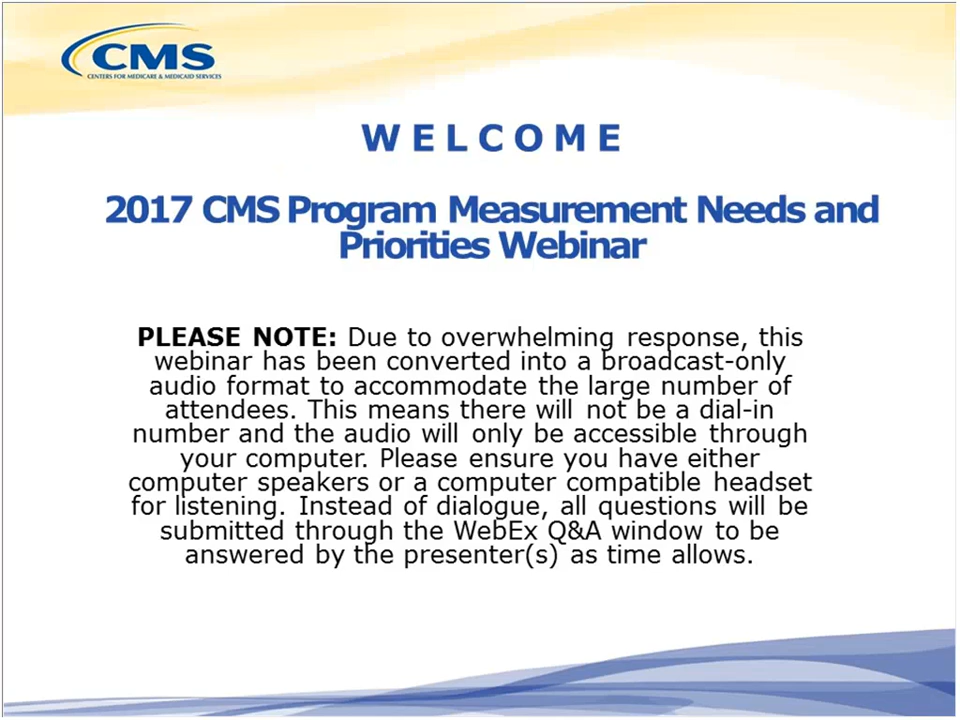 CMS
CENTERS FOR MEDICARE & MEDICAID SERVICES
WELCOME
2017 CMS Program Measurement Needs and
Priorities Webinar
PLEASE NOTE: Due to overwhelming response, this
webinar has been converted into a broadcast-only
audio format to accommodate the large number of
attendees. This means there will not be a dial-in
number and the audio will only be accessible through
your computer. Please ensure you have either
computer speakers or a computer compatible headset
for listening. Instead of dialogue, all questions will be
submitted through the WebEx Q&A window to be
answered by the presenter(s) as time allows.